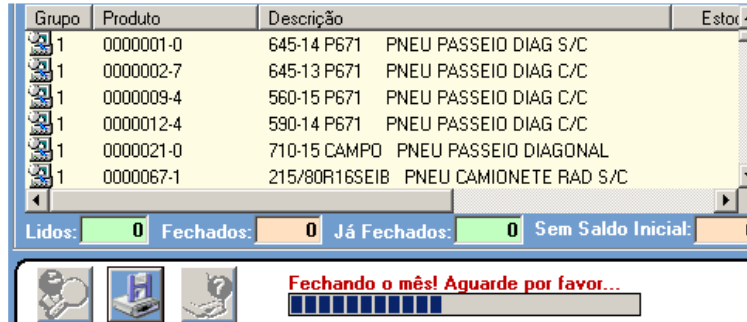 Grupo Produto Descrição
1 0000001-0 645-14 P671 PNEU PASSEIO DIAG S/C
1 0000002-7 645-13 P671 PNEU PASSEIO DIAG C/C
1 0000009-4 560-15 P671 PNEU PASSEIO DIAG C/C
1 0000012-4 590-14 P671 PNEU PASSEIO DIAG C/C
1 0000021-0 710-15 CAMPO PNEU PASSEIO DIAGONAL
1 0000067-1 215/80R16SEIB PNEU CAMIONETE RAD S/C
Lidos: 0 Fechados: 0 Já Fechados: 0 Sem Saldo Inicial:
Fechando o mês! Aguarde por favor...